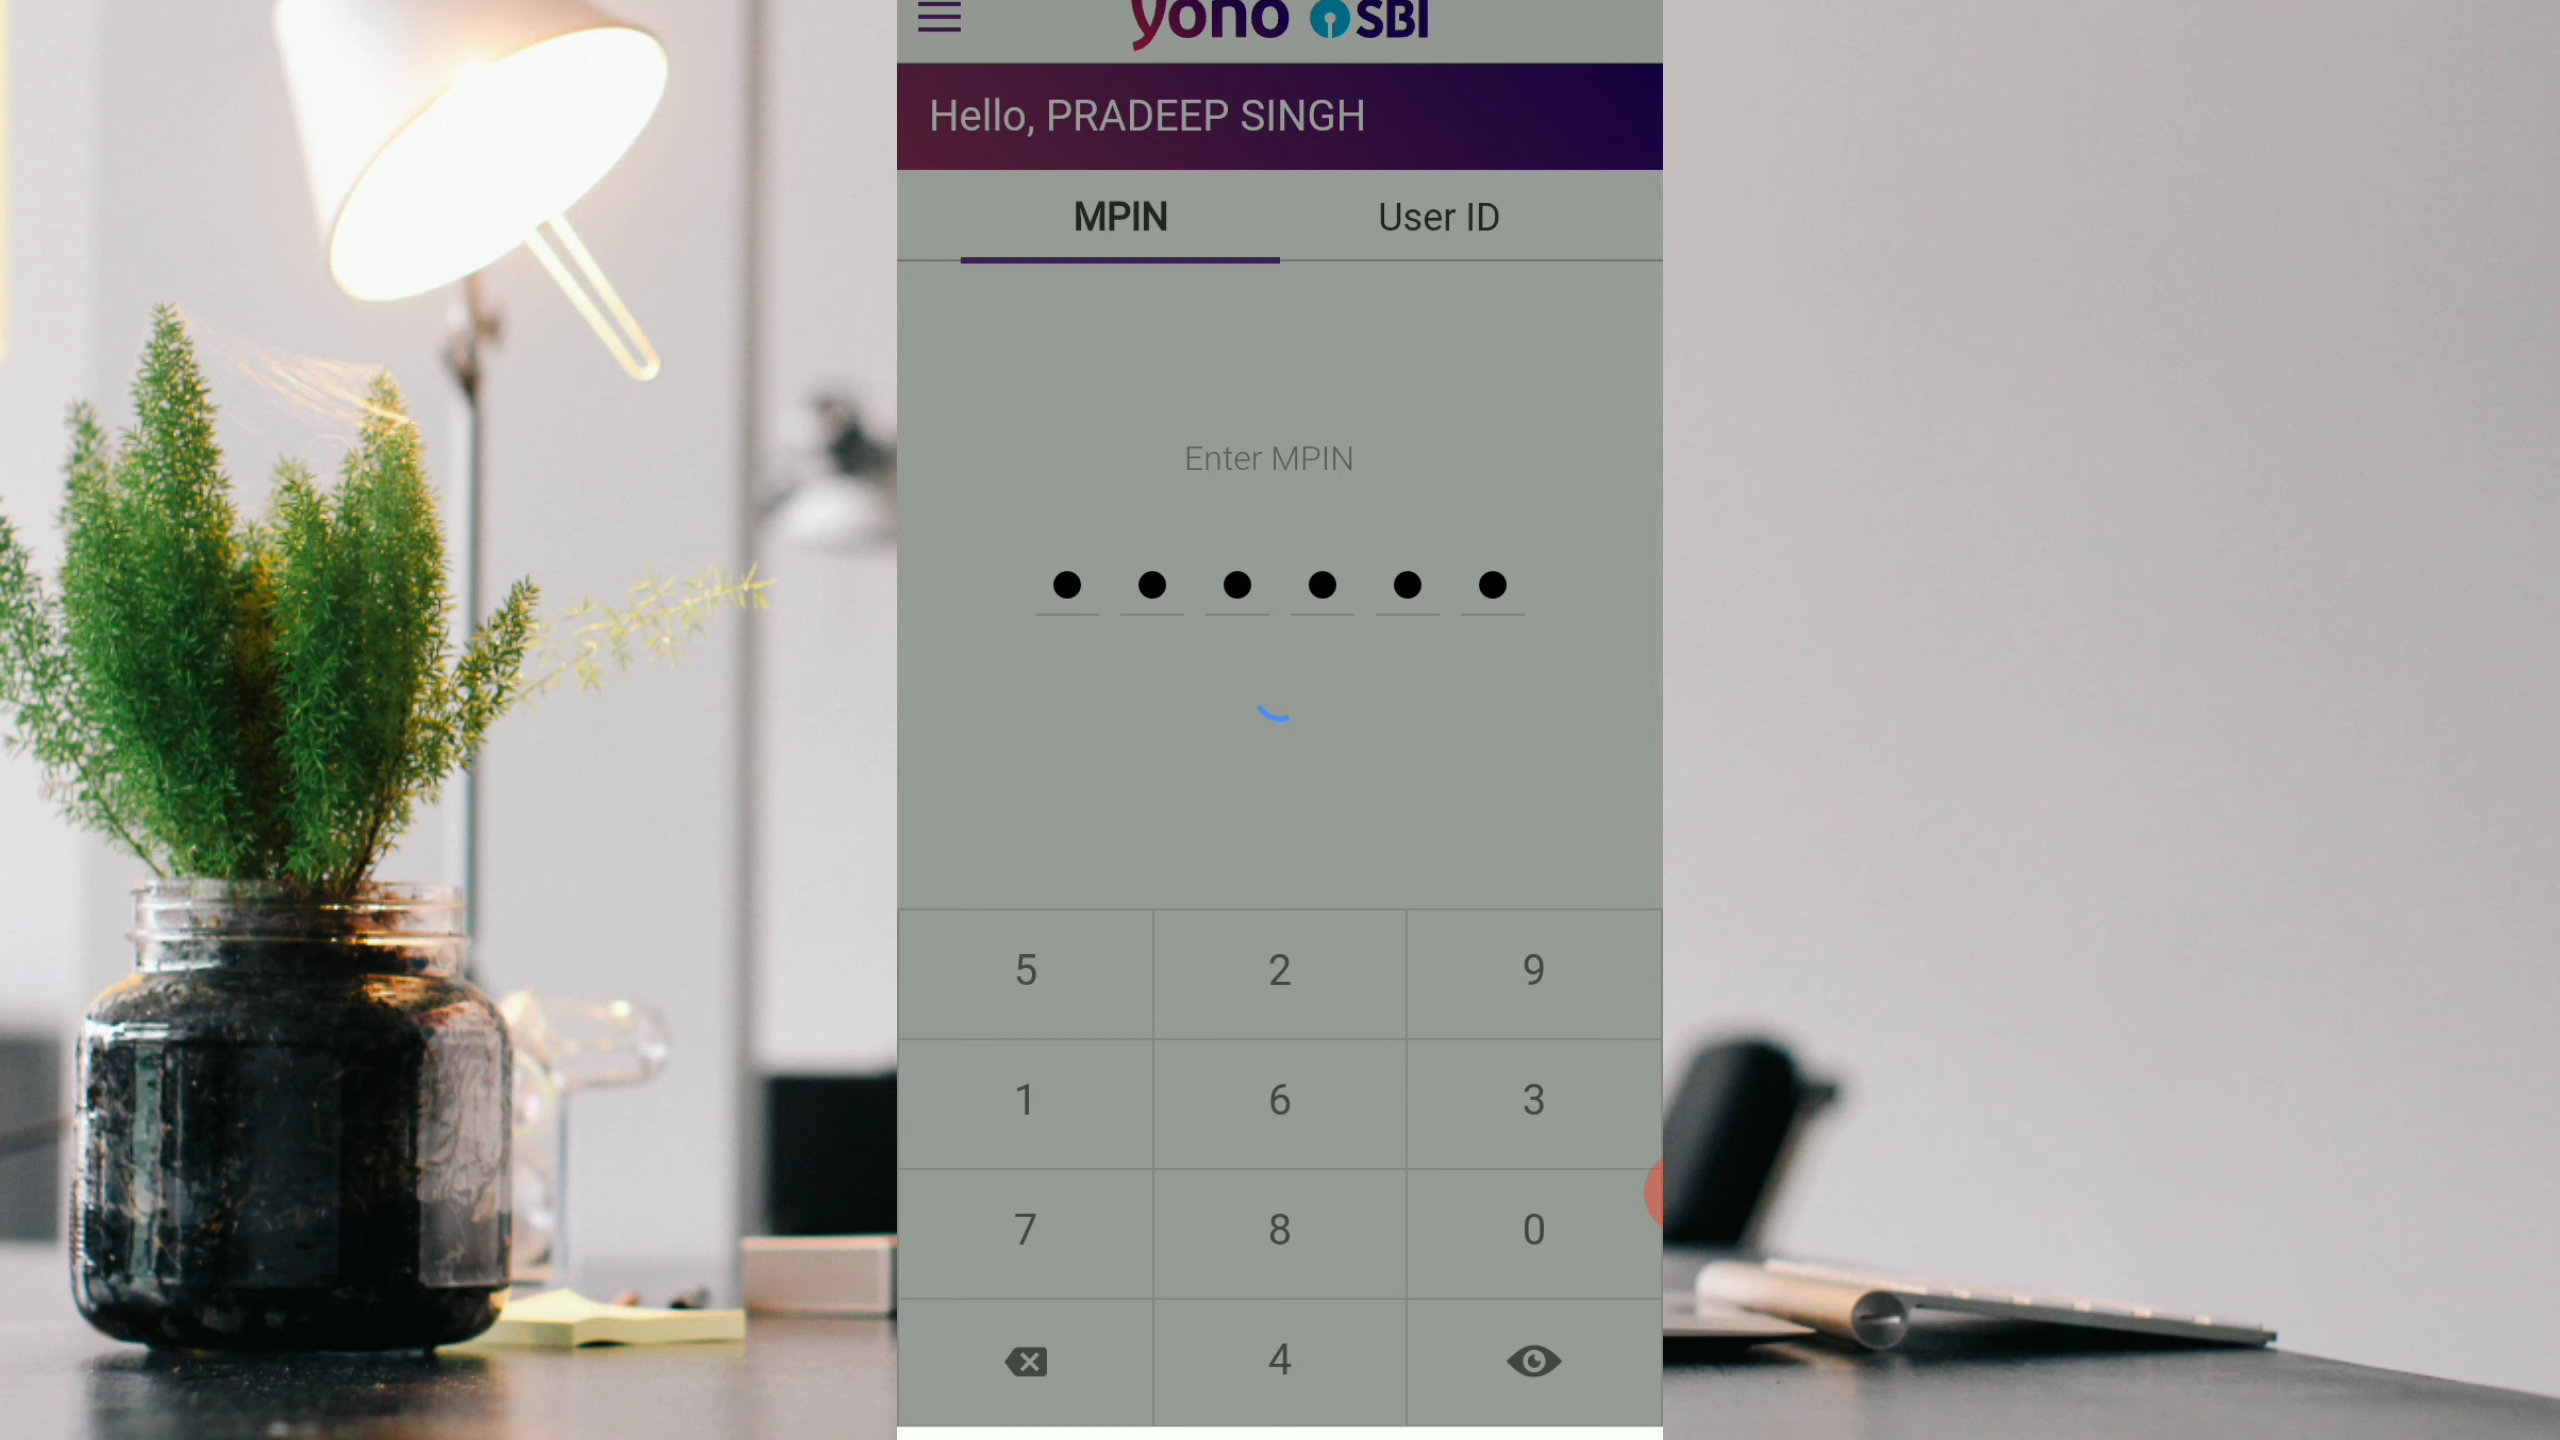 yono SBI
Hello, PRADEEP SINGH
MPIN User ID
Enter MPIN
5 2 9
1 6 3
7 8 0
4